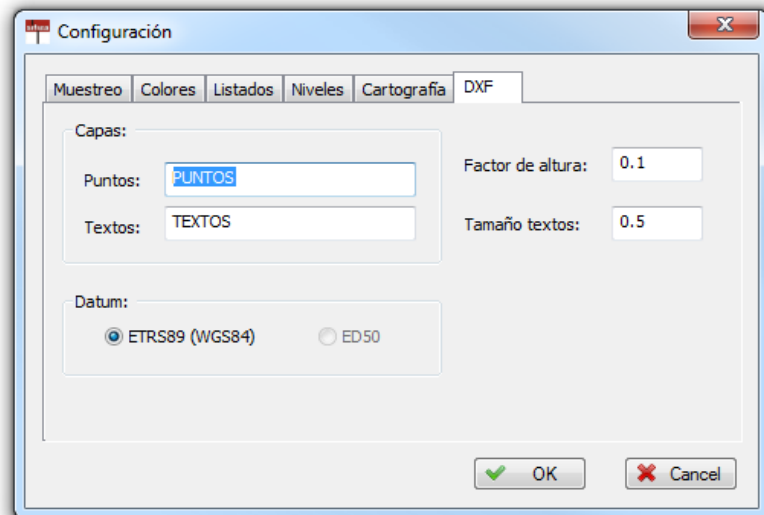 Configuración
Muestreo Colores Listados Niveles Cartografía DXF
Capas:
Puntos: PUNTOS
Textos: TEXTOS
Factor de altura: 0.1
Tamaño textos: 0.5
Datum:
ETRS89 (WGS84) ED50
OK Cancel